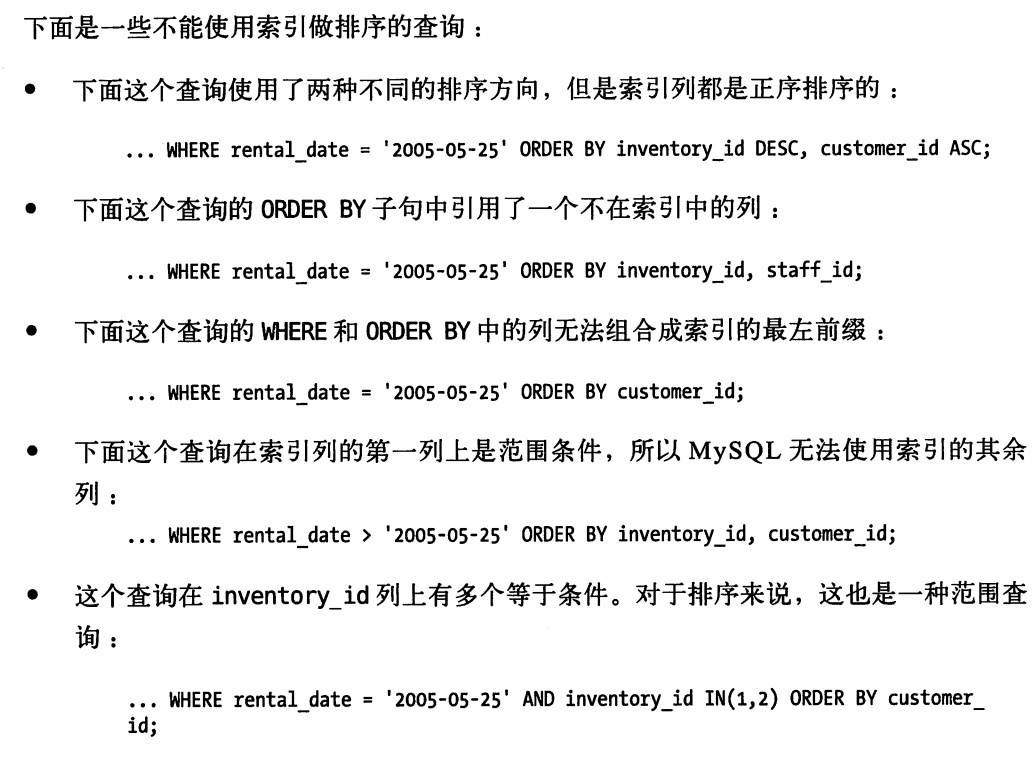 下面是一些不能使用索引做排序的查询：
● 下面这个查询使用了两种不同的排序方向，但是索引列都是正序排序的：
... WHERE rental_date = '2005-05-25' ORDER BY inventory_id DESC, customer_id ASC;
● 下面这个查询的 ORDER BY 子句中引用了一个不在索引中的列：
... WHERE rental_date = '2005-05-25' ORDER BY inventory_id, staff_id;
● 下面这个查询的 WHERE 和 ORDER BY 中的列无法组合成索引的最左前缀：
... WHERE rental_date = '2005-05-25' ORDER BY customer_id;
● 下面这个查询在索引列的第一列上是范围条件，所以 MySQL 无法使用索引的其余
列：
... WHERE rental_date > '2005-05-25' ORDER BY inventory_id, customer_id;
● 这个查询在 inventory_id 列上有多个等于条件。对于排序来说，这也是一种范围查
询：
... WHERE rental_date = '2005-05-25' AND inventory_id IN(1,2) ORDER BY customer_
id;